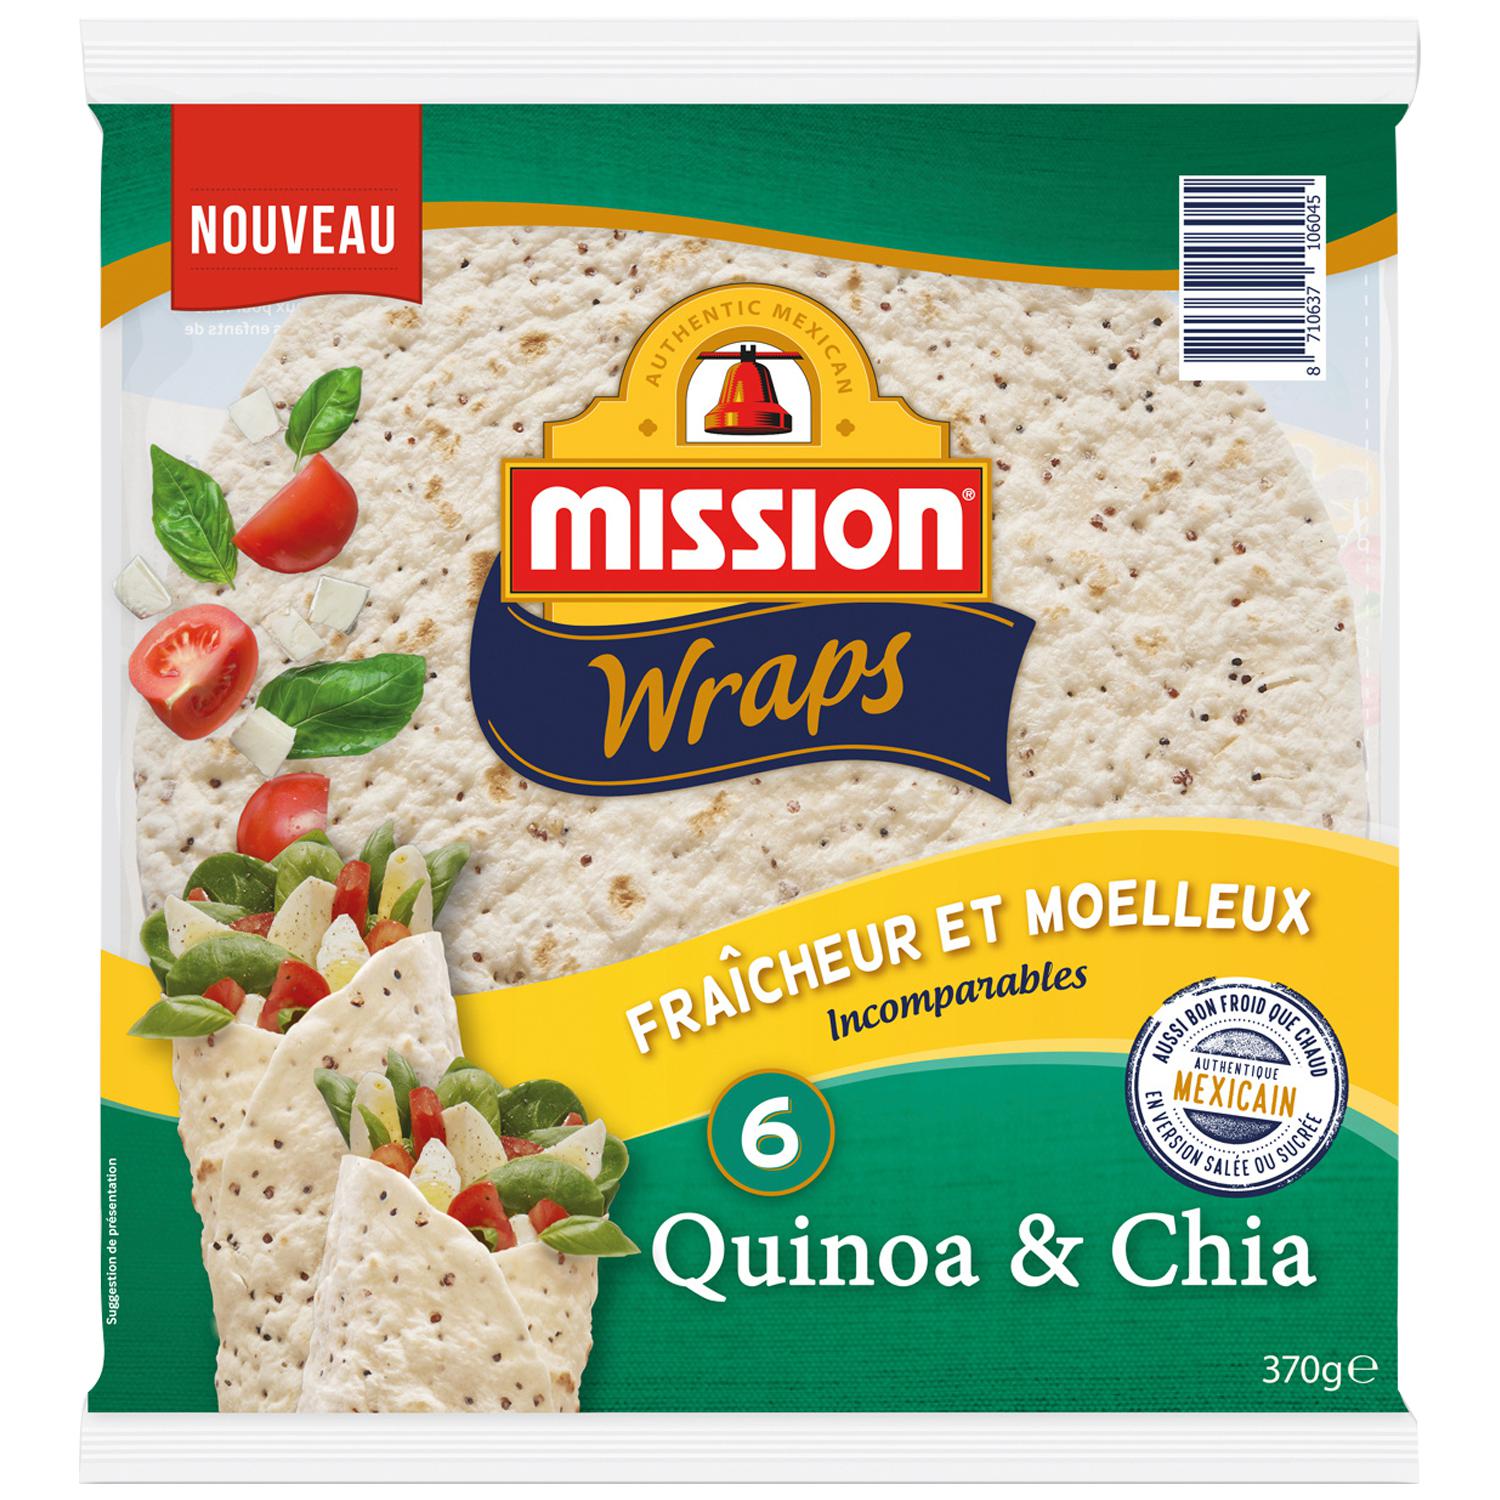 NOUVEAU
8 710637 106045
AUTHENTIC MEXICAN
MISSION®
Wraps
FRAÎCHEUR ET MOELLEUX
Incomparables
AUSSI BON FROID QUE CHAUD
AUTHENTIQUE
MEXICAIN
EN VERSION SALÉE OU SUCRÉE
6
Quinoa & Chia
Suggestion de présentation
370g℮